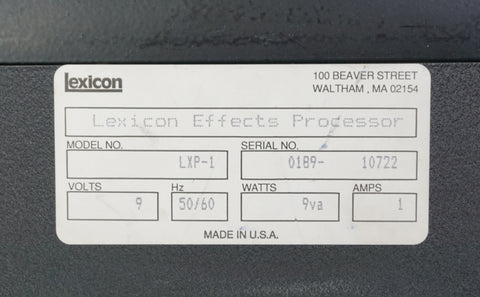 lexicon
100 BEAVER STREET
WALTHAM , MA 02154
Lexicon Effects Processor
MODEL NO. SERIAL NO.
LXP-1 0189- 10722
VOLTS Hz WATTS AMPS
9 50/60 9va 1
MADE IN U.S.A.